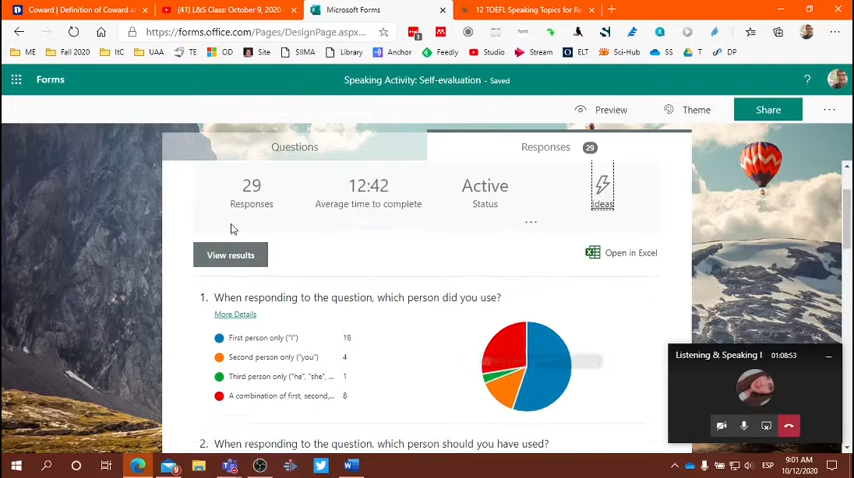 Coward | Definition of Coward at
(41) L&S Class: October 9, 2020
Microsoft Forms
12 TOEFL Speaking Topics for Re
https://forms.office.com/Pages/DesignPage.aspx...
ME
Fall 2020
ItC
UAA
TE
OD
Site
SIIMA
Library
Anchor
Feedly
Studio
Stream
ELT
Sci-Hub
SS
T
DP
Forms
Speaking Activity: Self-evaluation - Saved
?
Preview
Theme
Share
...
Questions
Responses 29
29
Responses
12:42
Average time to complete
Active
Status
Ideas
...
View results
Open in Excel
1. When responding to the question, which person did you use?
More Details
First person only ("I") 16
Second person only ("you") 4
Third person only ("he", "she", ... 1
A combination of first, second,... 8
2. When responding to the question, which person should you have used?
Listening & Speaking I 01:08:53
ESP
9:01 AM
10/12/2020